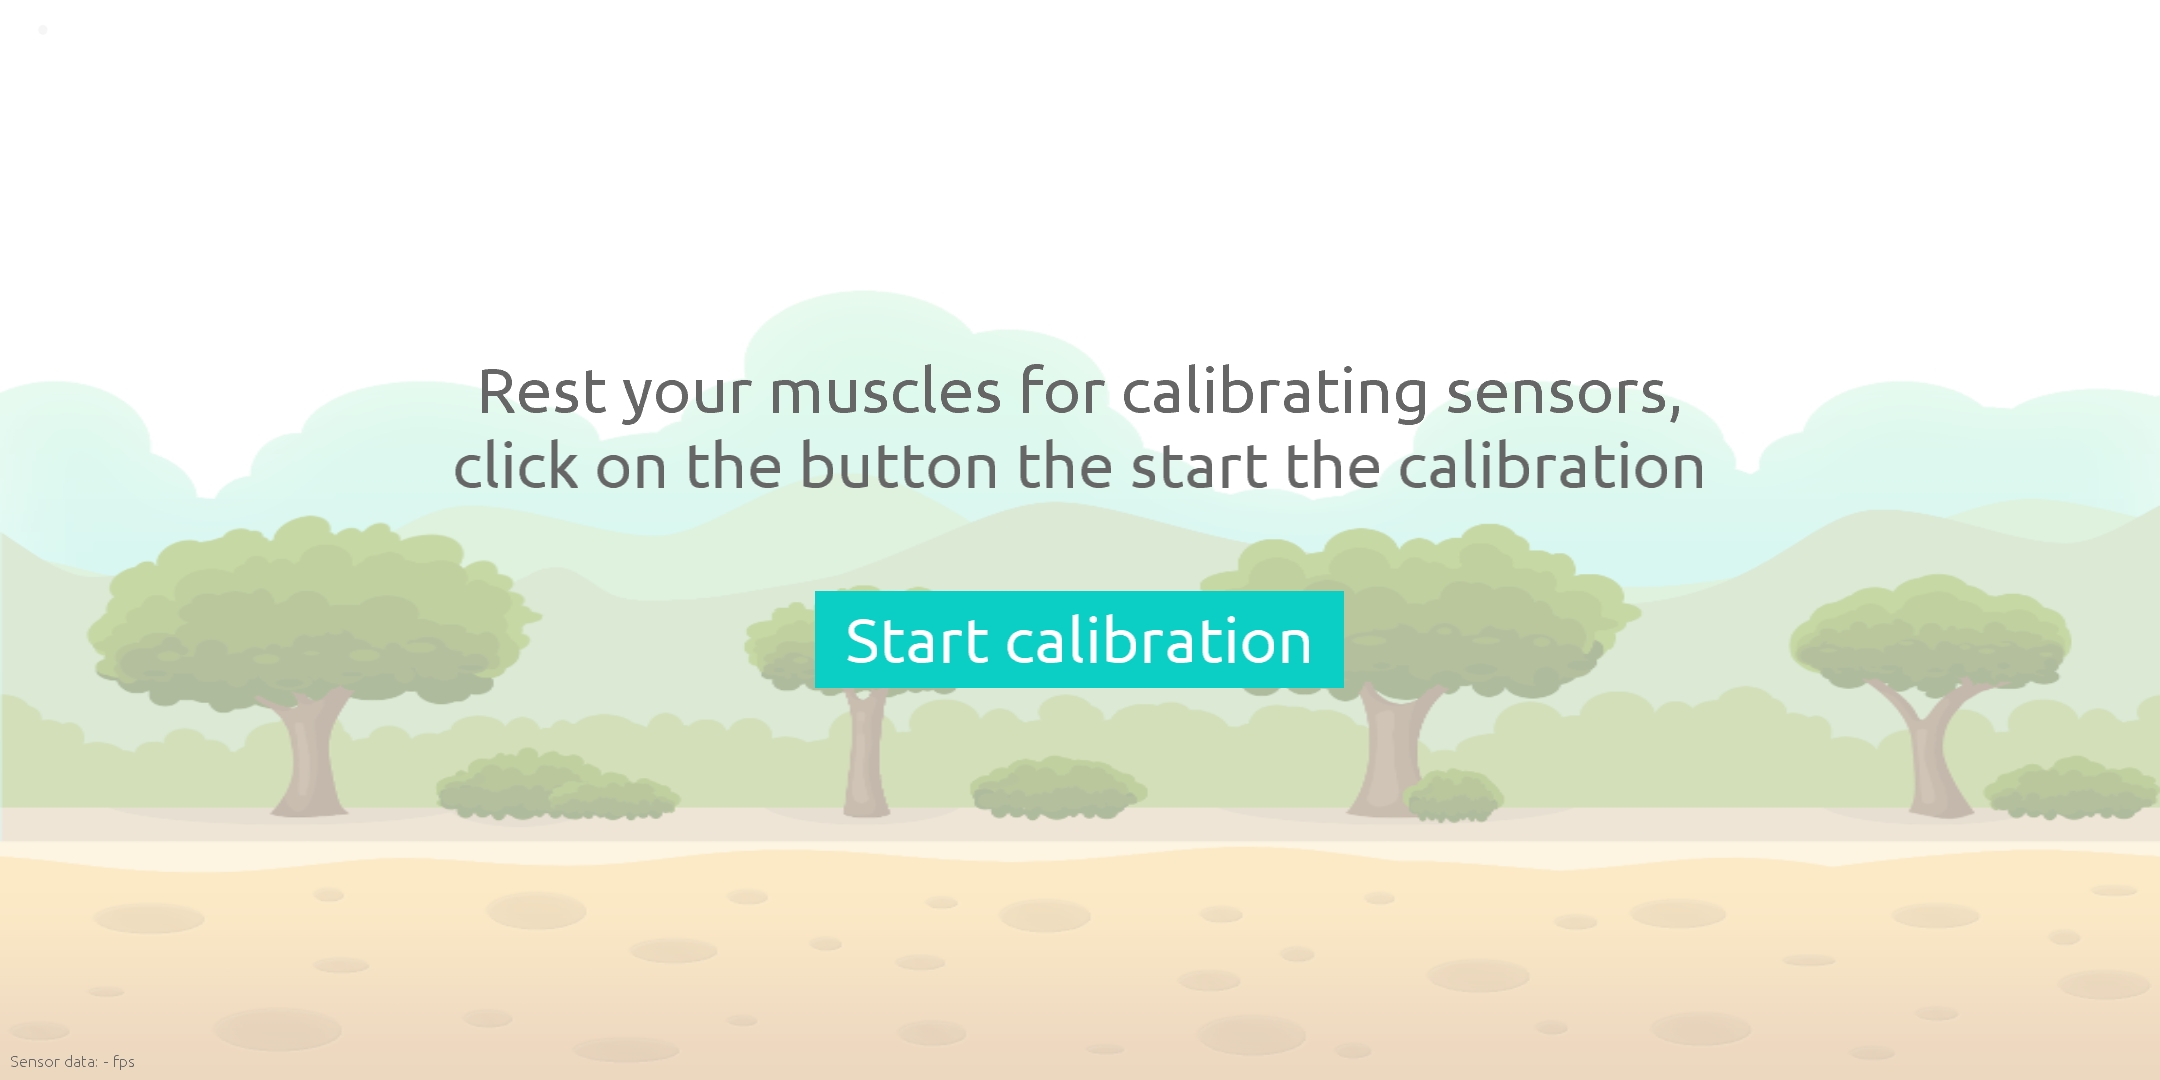 Rest your muscles for calibrating sensors,
click on the button the start the calibration
Start calibration
Sensor data: - fps